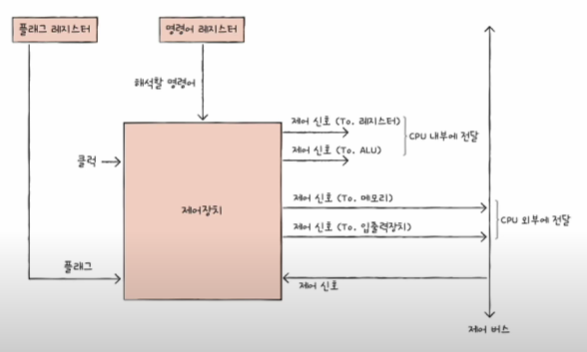 플래그 레지스터
명령어 레지스터
해석할 명령어
제어 신호 (To. 레지스터)
CPU 내부에 전달
제어 신호 (To. ALU)
클럭
제어장치
제어 신호 (To. 메모리)
CPU 외부에 전달
제어 신호 (To. 입출력장치)
플래그
제어 신호
제어 버스